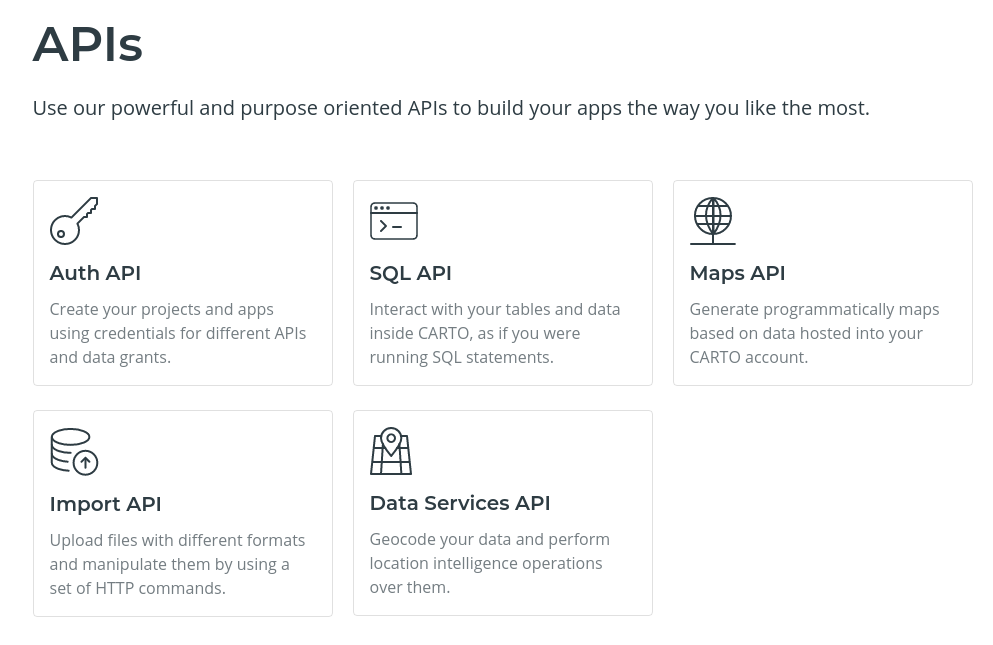 APIs
Use our powerful and purpose oriented APIs to build your apps the way you like the most.
Auth API
Create your projects and apps
using credentials for different APIs
and data grants.
SQL API
Interact with your tables and data
inside CARTO, as if you were
running SQL statements.
Maps API
Generate programmatically maps
based on data hosted into your
CARTO account.
Import API
Upload files with different formats
and manipulate them by using a
set of HTTP commands.
Data Services API
Geocode your data and perform
location intelligence operations
over them.